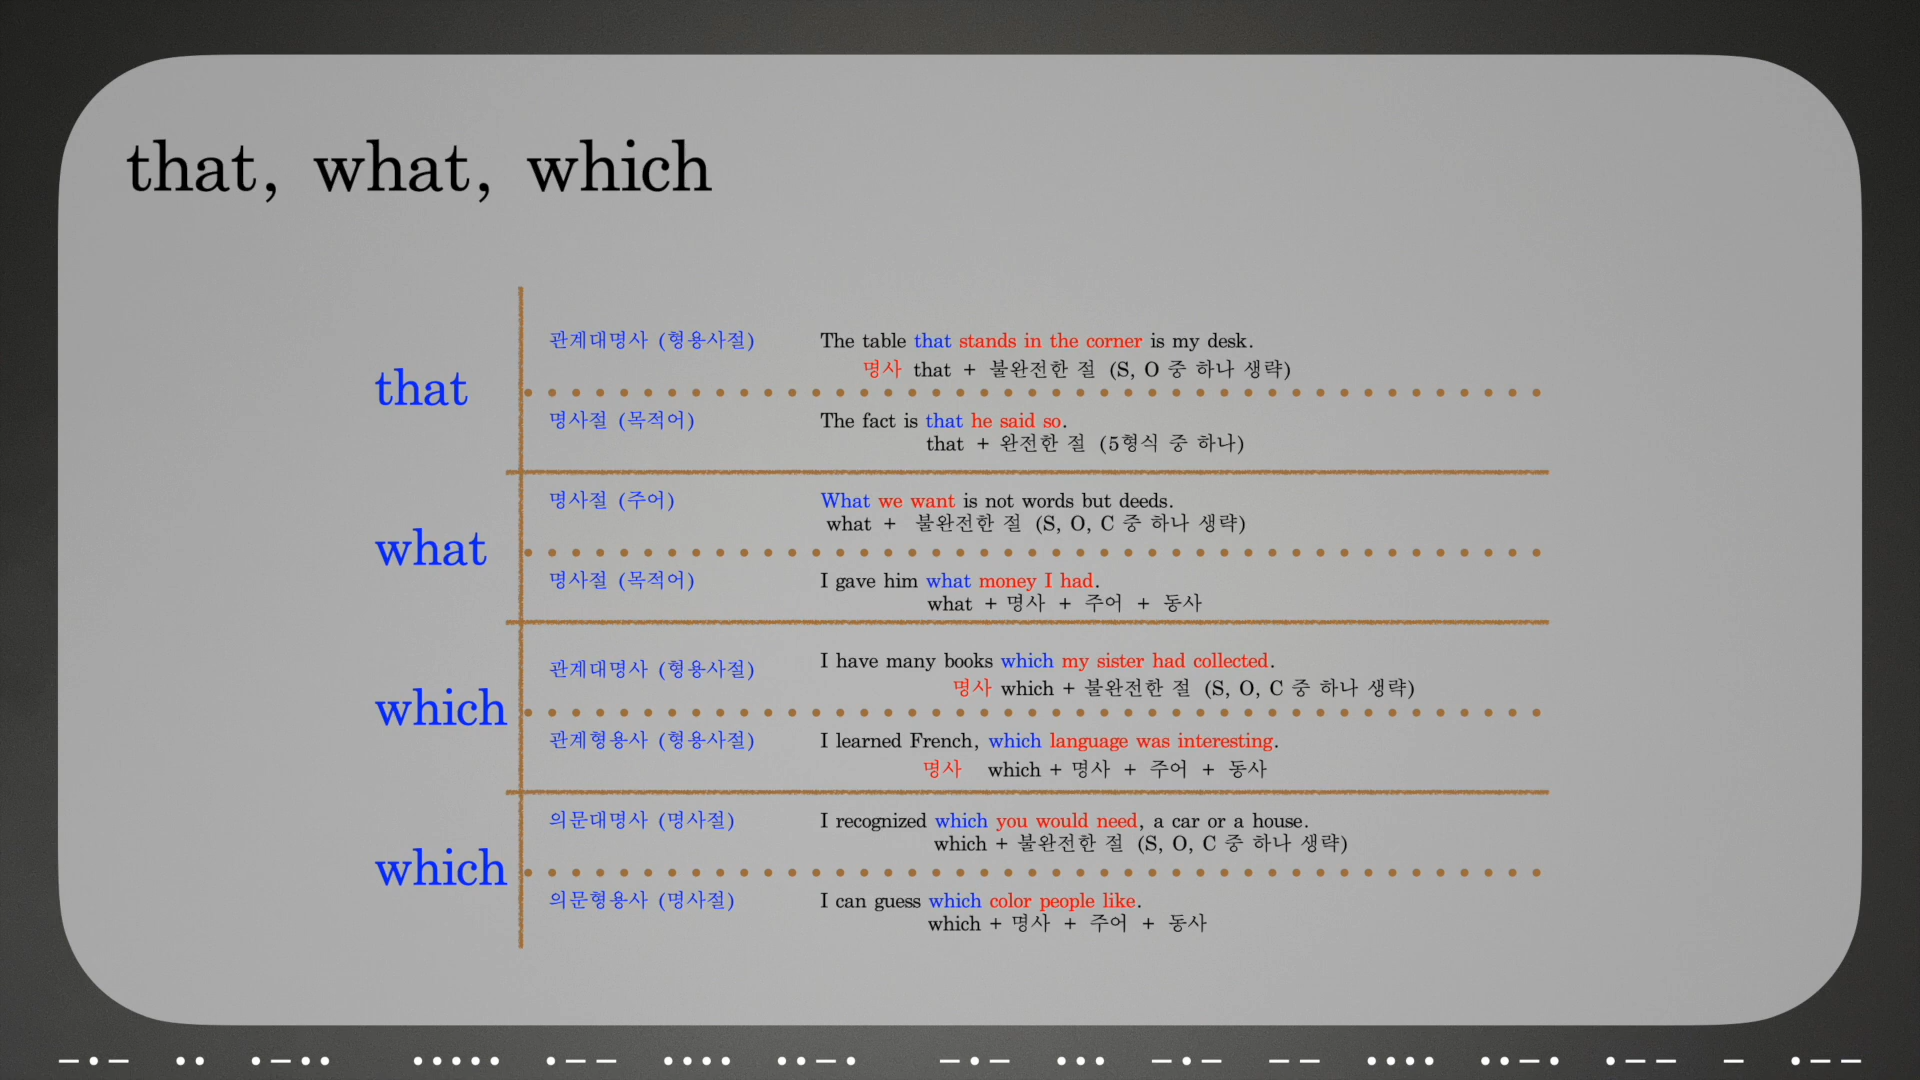 that, what, which
that
관계대명사 (형용사절)
The table that stands in the corner is my desk.
명사 that + 불완전한 절 (S, O 중 하나 생략)
명사절 (목적어)
The fact is that he said so.
that + 완전한 절 (5형식 중 하나)
what
명사절 (주어)
What we want is not words but deeds.
what + 불완전한 절 (S, O, C 중 하나 생략)
명사절 (목적어)
I gave him what money I had.
what + 명사 + 주어 + 동사
which
관계대명사 (형용사절)
I have many books which my sister had collected.
명사 which + 불완전한 절 (S, O, C 중 하나 생략)
관계형용사 (형용사절)
I learned French, which language was interesting.
명사 which + 명사 + 주어 + 동사
which
의문대명사 (명사절)
I recognized which you would need, a car or a house.
which + 불완전한 절 (S, O, C 중 하나 생략)
의문형용사 (명사절)
I can guess which color people like.
which + 명사 + 주어 + 동사